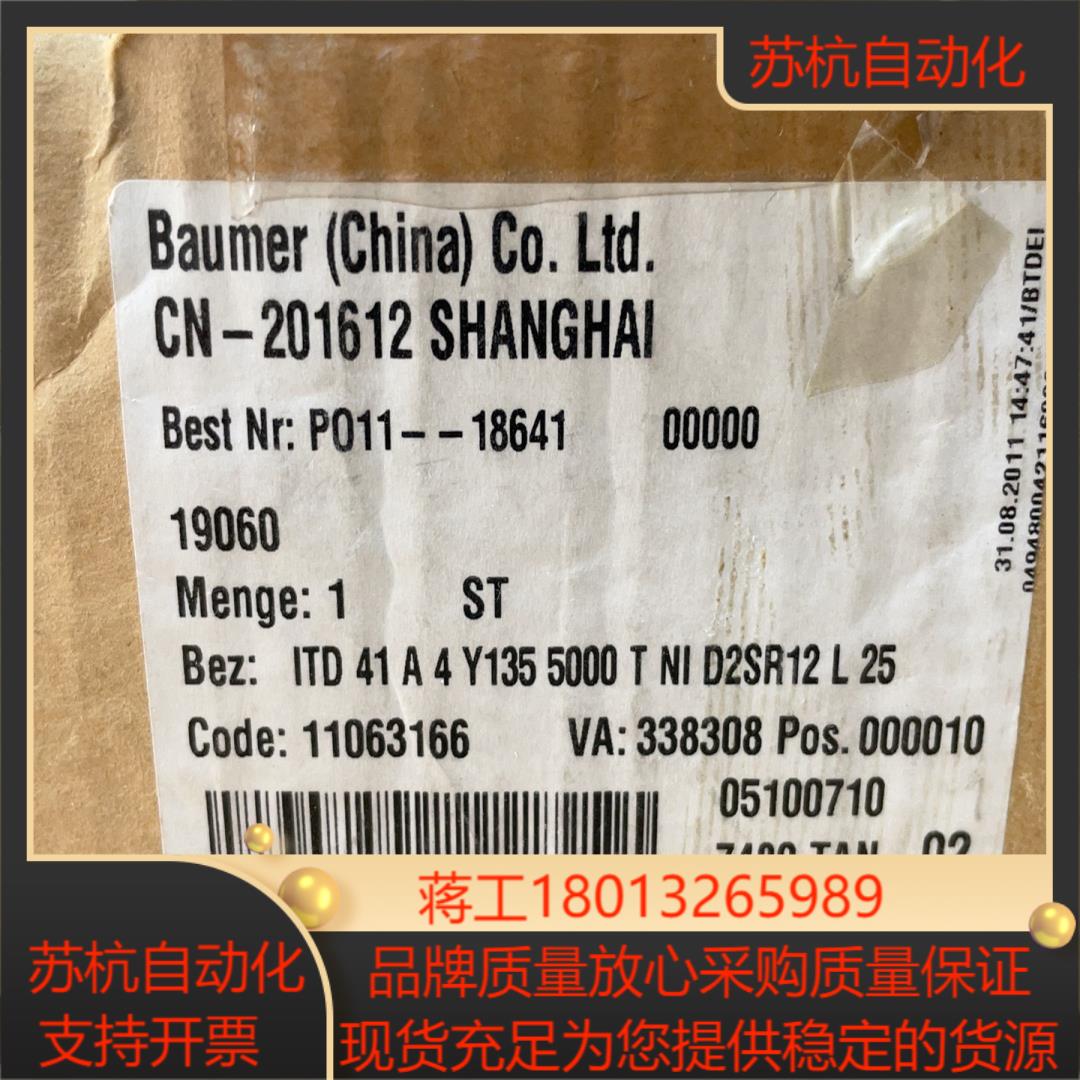 苏杭自动化
Baumer (China) Co. Ltd.
CN-201612 SHANGHAI
Best Nr: PO11- -18641 00000
19060
Menge: 1 ST
Bez: ITD 41 A 4 Y135 5000 T NI D2SR12 L 25
Code: 11063166 VA: 338308 Pos. 000010
05100710
31.08.2011 14:47:41/BTDEI
蒋工18013265989
苏杭自动化
支持开票
品牌质量放心采购质量保证
现货充足为您提供稳定的货源